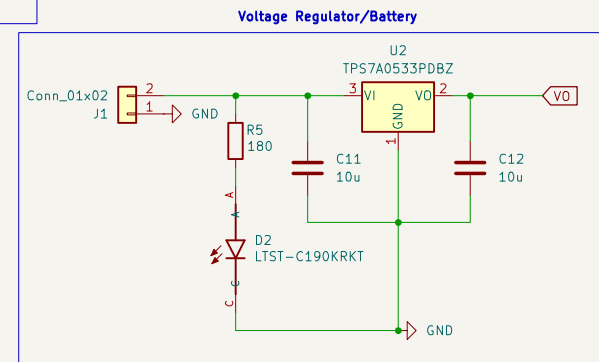 Voltage Regulator/Battery
U2
TPS7A0533PDBZ
Conn_01x02
J1
2
1
GND
3
VI
VO
2
GND
1
VO
R5
180
C11
10u
C12
10u
A
A
D2
LTST-C190KRKT
C
C
GND